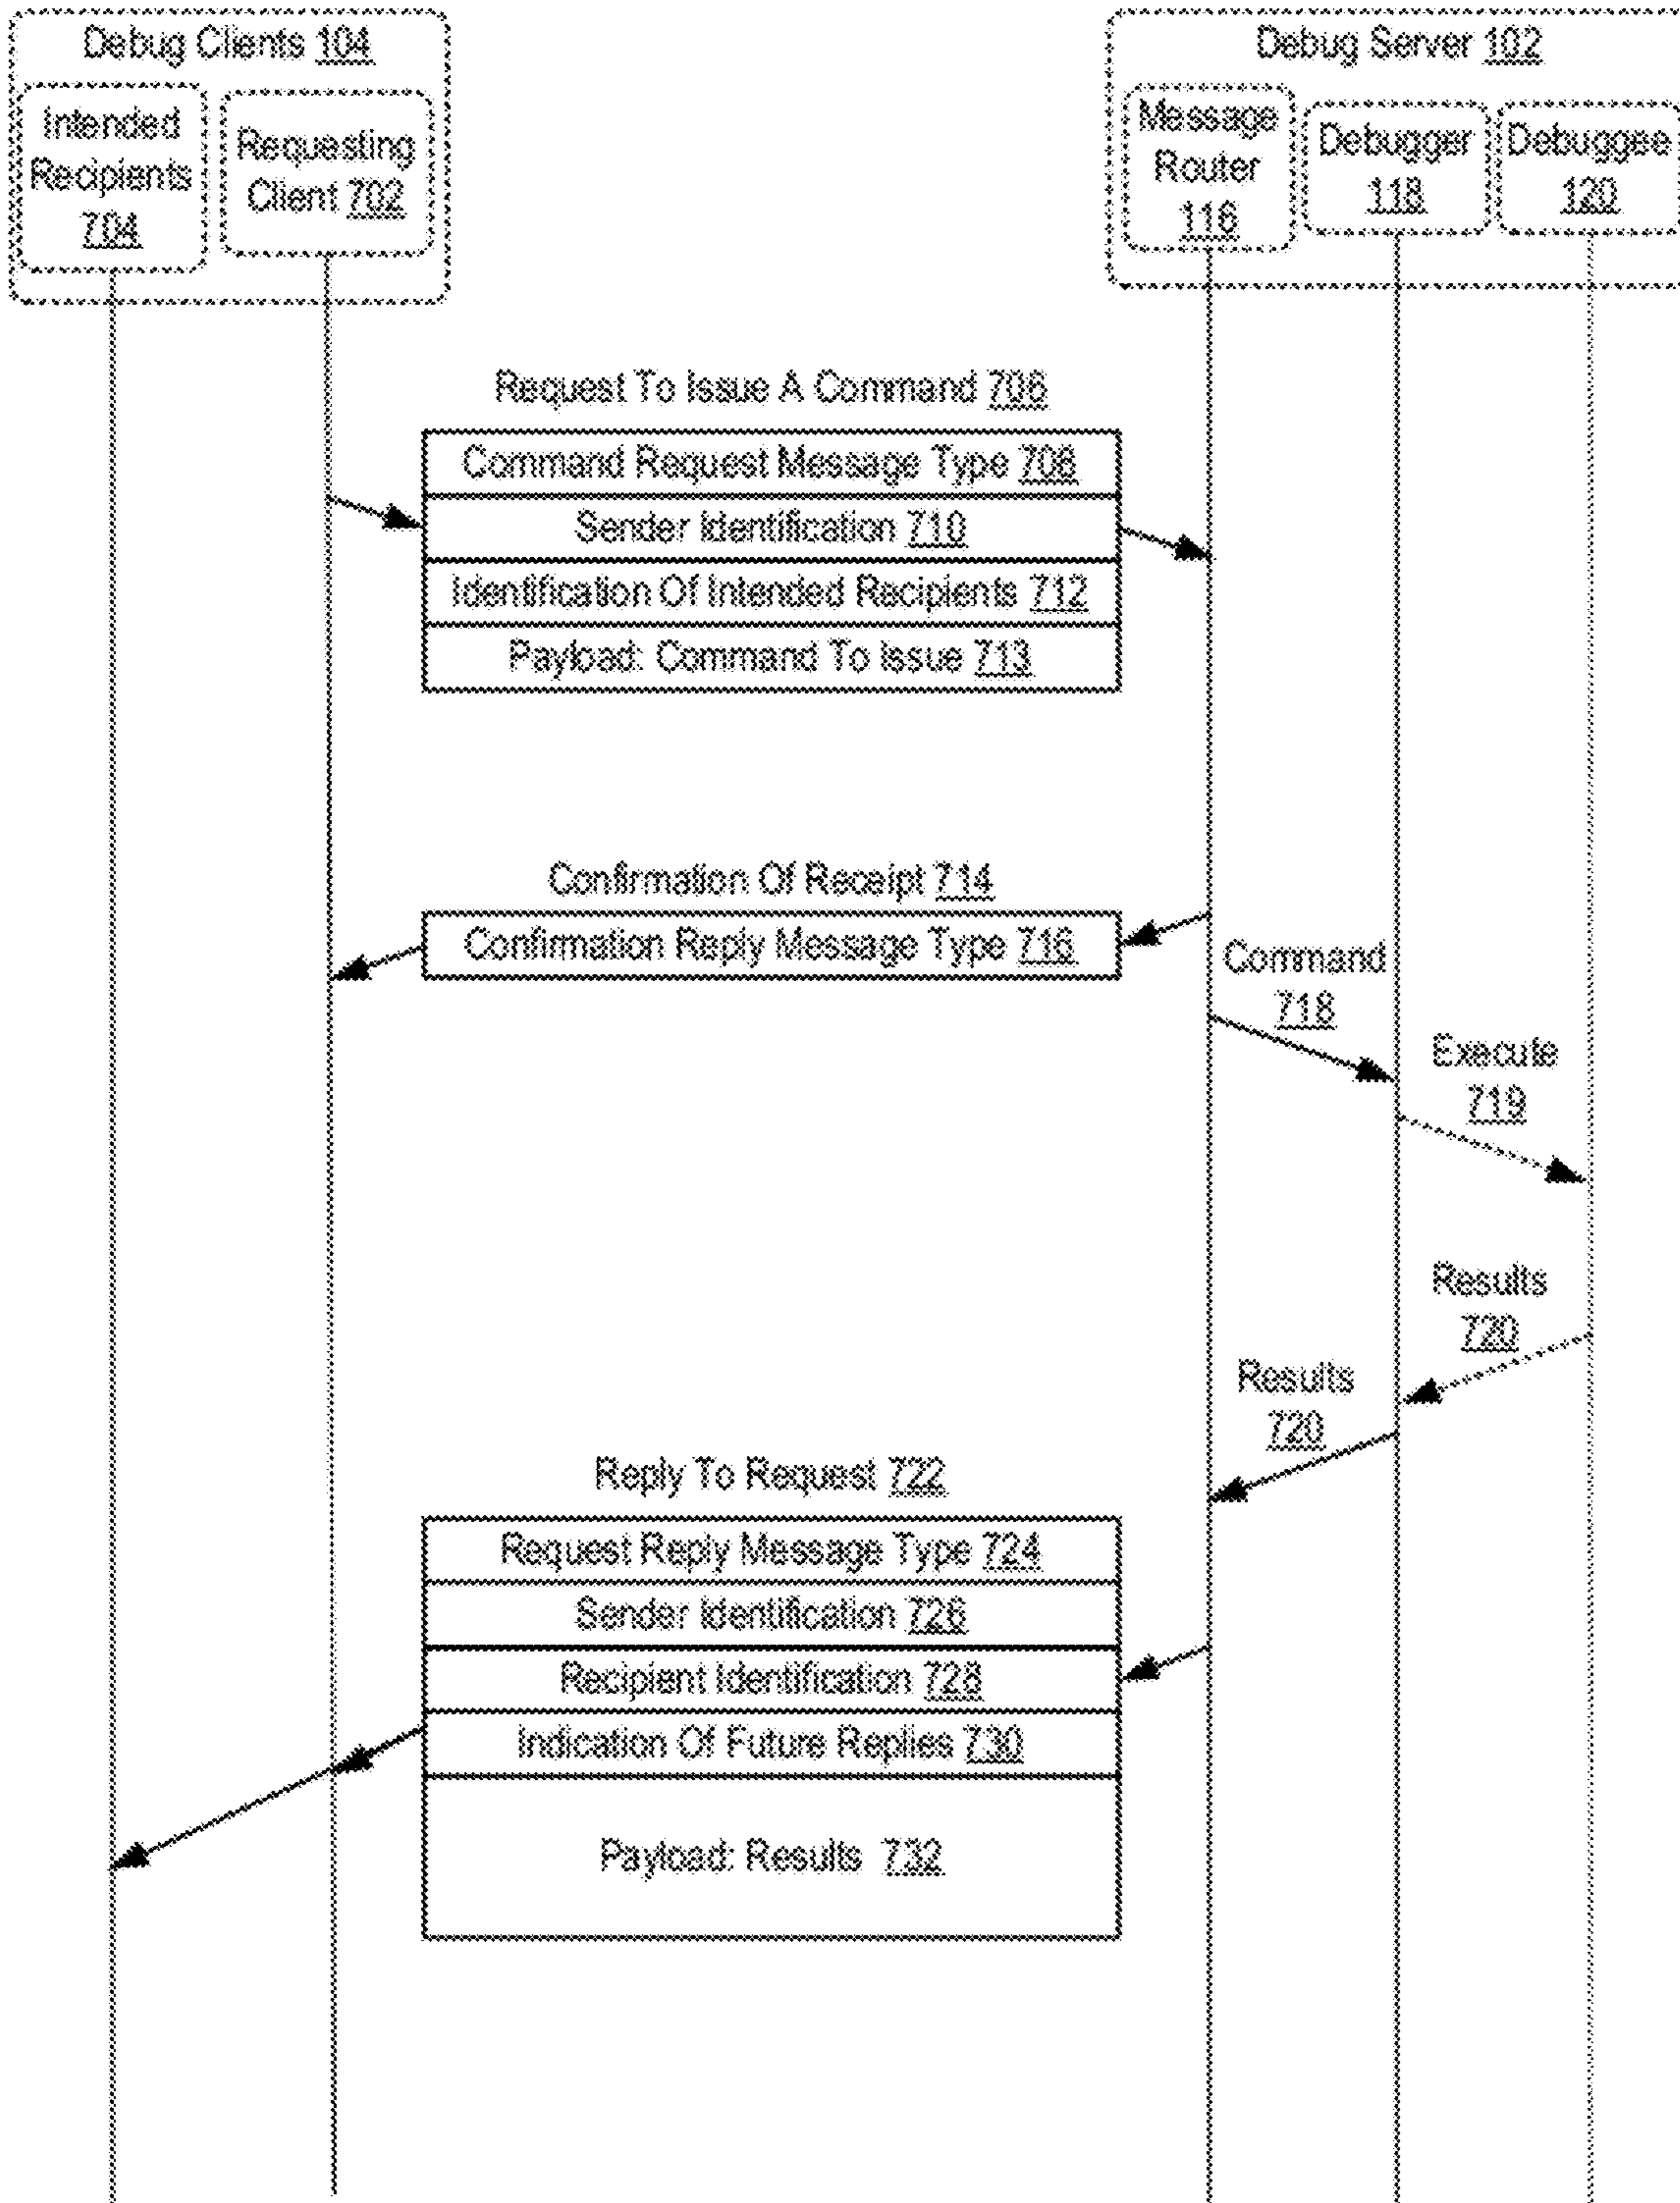 Debug Clients 104
Intended
Recipients
704
Requesting
Client 702
Debug Server 102
Message
Router
116
Debugger
118
Debuggee
120
Request To Issue A Command 706
Command Request Message Type 708
Sender Identification 710
Identification Of Intended Recipients 712
Payload: Command To Issue 713
Confirmation Of Receipt 714
Confirmation Reply Message Type 716
Command
718
Execute
719
Results
720
Results
720
Reply To Request 722
Request Reply Message Type 724
Sender Identification 726
Recipient Identification 728
Indication Of Future Replies 730
Payload: Results 732